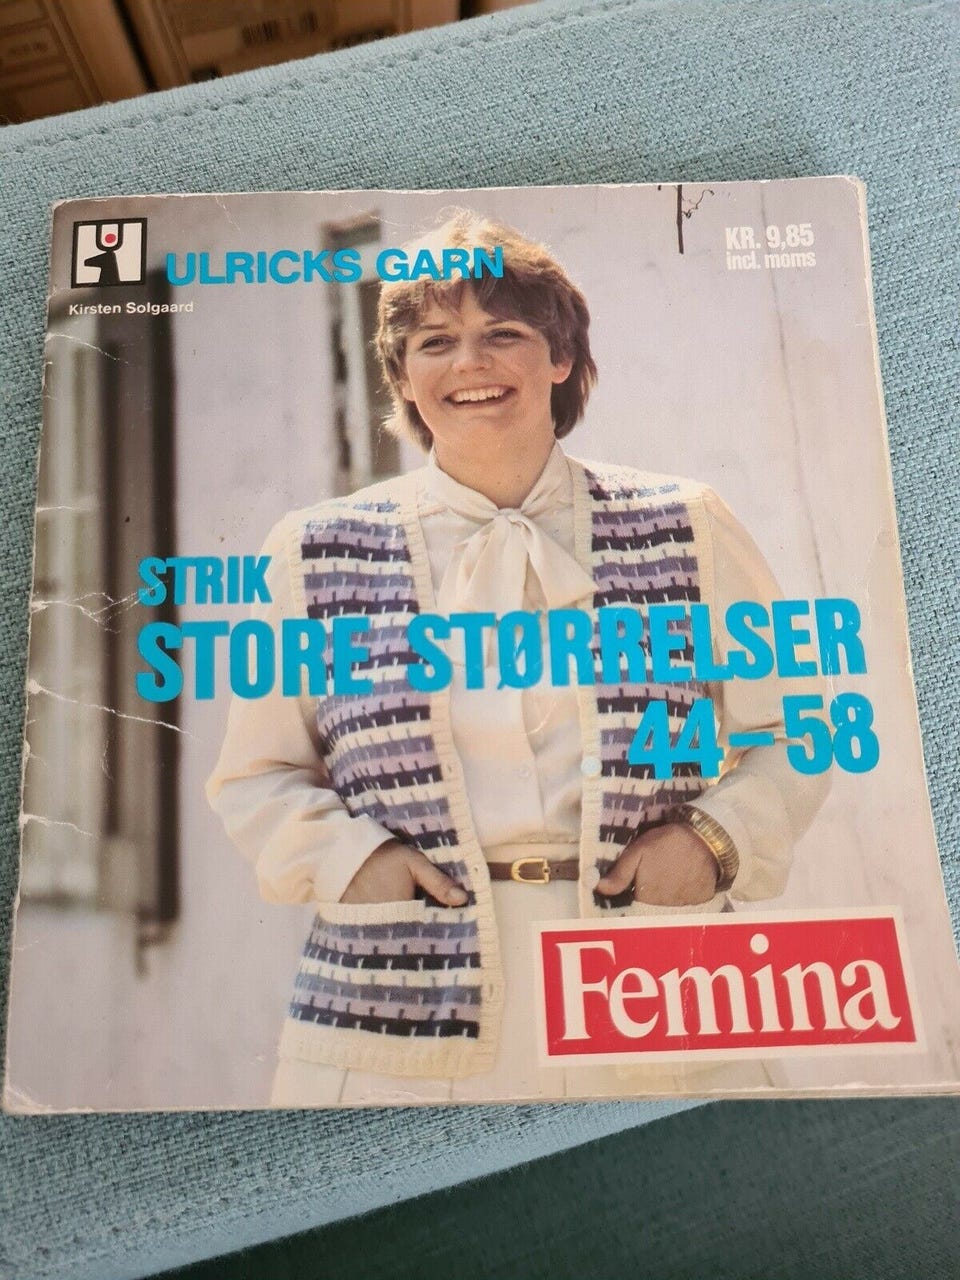 ULRICKS GARN
Kirsten Solgaard
KR. 9,85
incl. moms
STRIK
STORE STØRRELSER
44-58
Femina